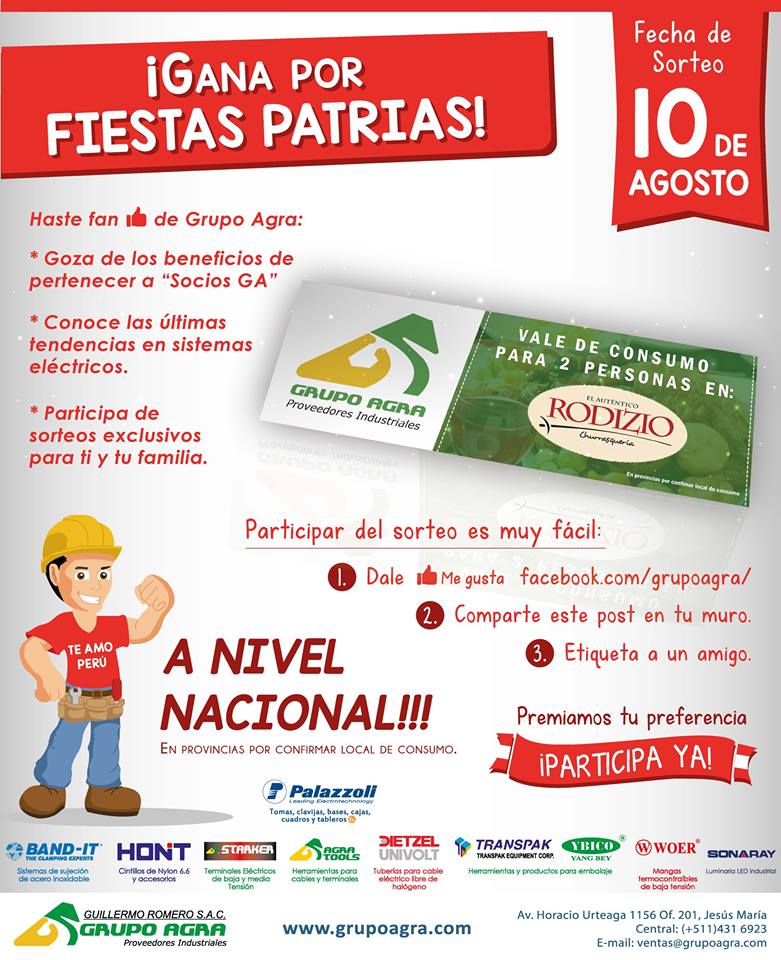 ¡GANA POR
FIESTAS PATRIAS!
Fecha de
Sorteo
10 DE
AGOSTO
Haste fan de Grupo Agra:
* Goza de los beneficios de
pertenecer a “Socios GA”
* Conoce las últimas
tendencias en sistemas
eléctricos.
* Participa de
sorteos exclusivos
para ti y tu familia.
GRUPO AGRA
Proveedores Industriales
VALE DE CONSUMO
PARA 2 PERSONAS EN:
EL AUTÉNTICO
RODIZIO
Churrasquería
En provincias por confirmar local de consumo
Participar del sorteo es muy fácil:
1. Dale Me gusta facebook.com/grupoagra/
2. Comparte este post en tu muro.
3. Etiqueta a un amigo.
TE AMO
PERÚ
A NIVEL
NACIONAL!!!
EN PROVINCIAS POR CONFIRMAR LOCAL DE CONSUMO.
Premiamos tu preferencia
¡PARTICIPA YA!
Palazzoli
Leading Electrotechnology
Tomas, clavijas, bases, cajas,
cuadros y tableros
BAND-IT®
THE CLAMPING EXPERTS
Sistemas de sujeción
de acero inoxidable
HONT
Cintillos de Nylon 6.6
y accesorios
STARKER
Terminales Eléctricos
de baja y media
Tensión
AGRA
TOOLS
Herramientas para
cables y terminales
DIETZEL
UNIVOLT
Tuberías para cable
eléctrico libre de
halógeno
TRANSPAK
TRANSPAK EQUIPMENT CORP.
YBICO®
YANG BEY
Herramientas y productos para embalaje
WOER®
Mangas
termocontraíbles
de baja tensión
SONARAY
Luminaria LED industrial
GUILLERMO ROMERO S.A.C.
GRUPO AGRA
Proveedores Industriales
www.grupoagra.com
Av. Horacio Urteaga 1156 Of. 201, Jesús María
Central: (+511)431 6923
E-mail: ventas@grupoagra.com